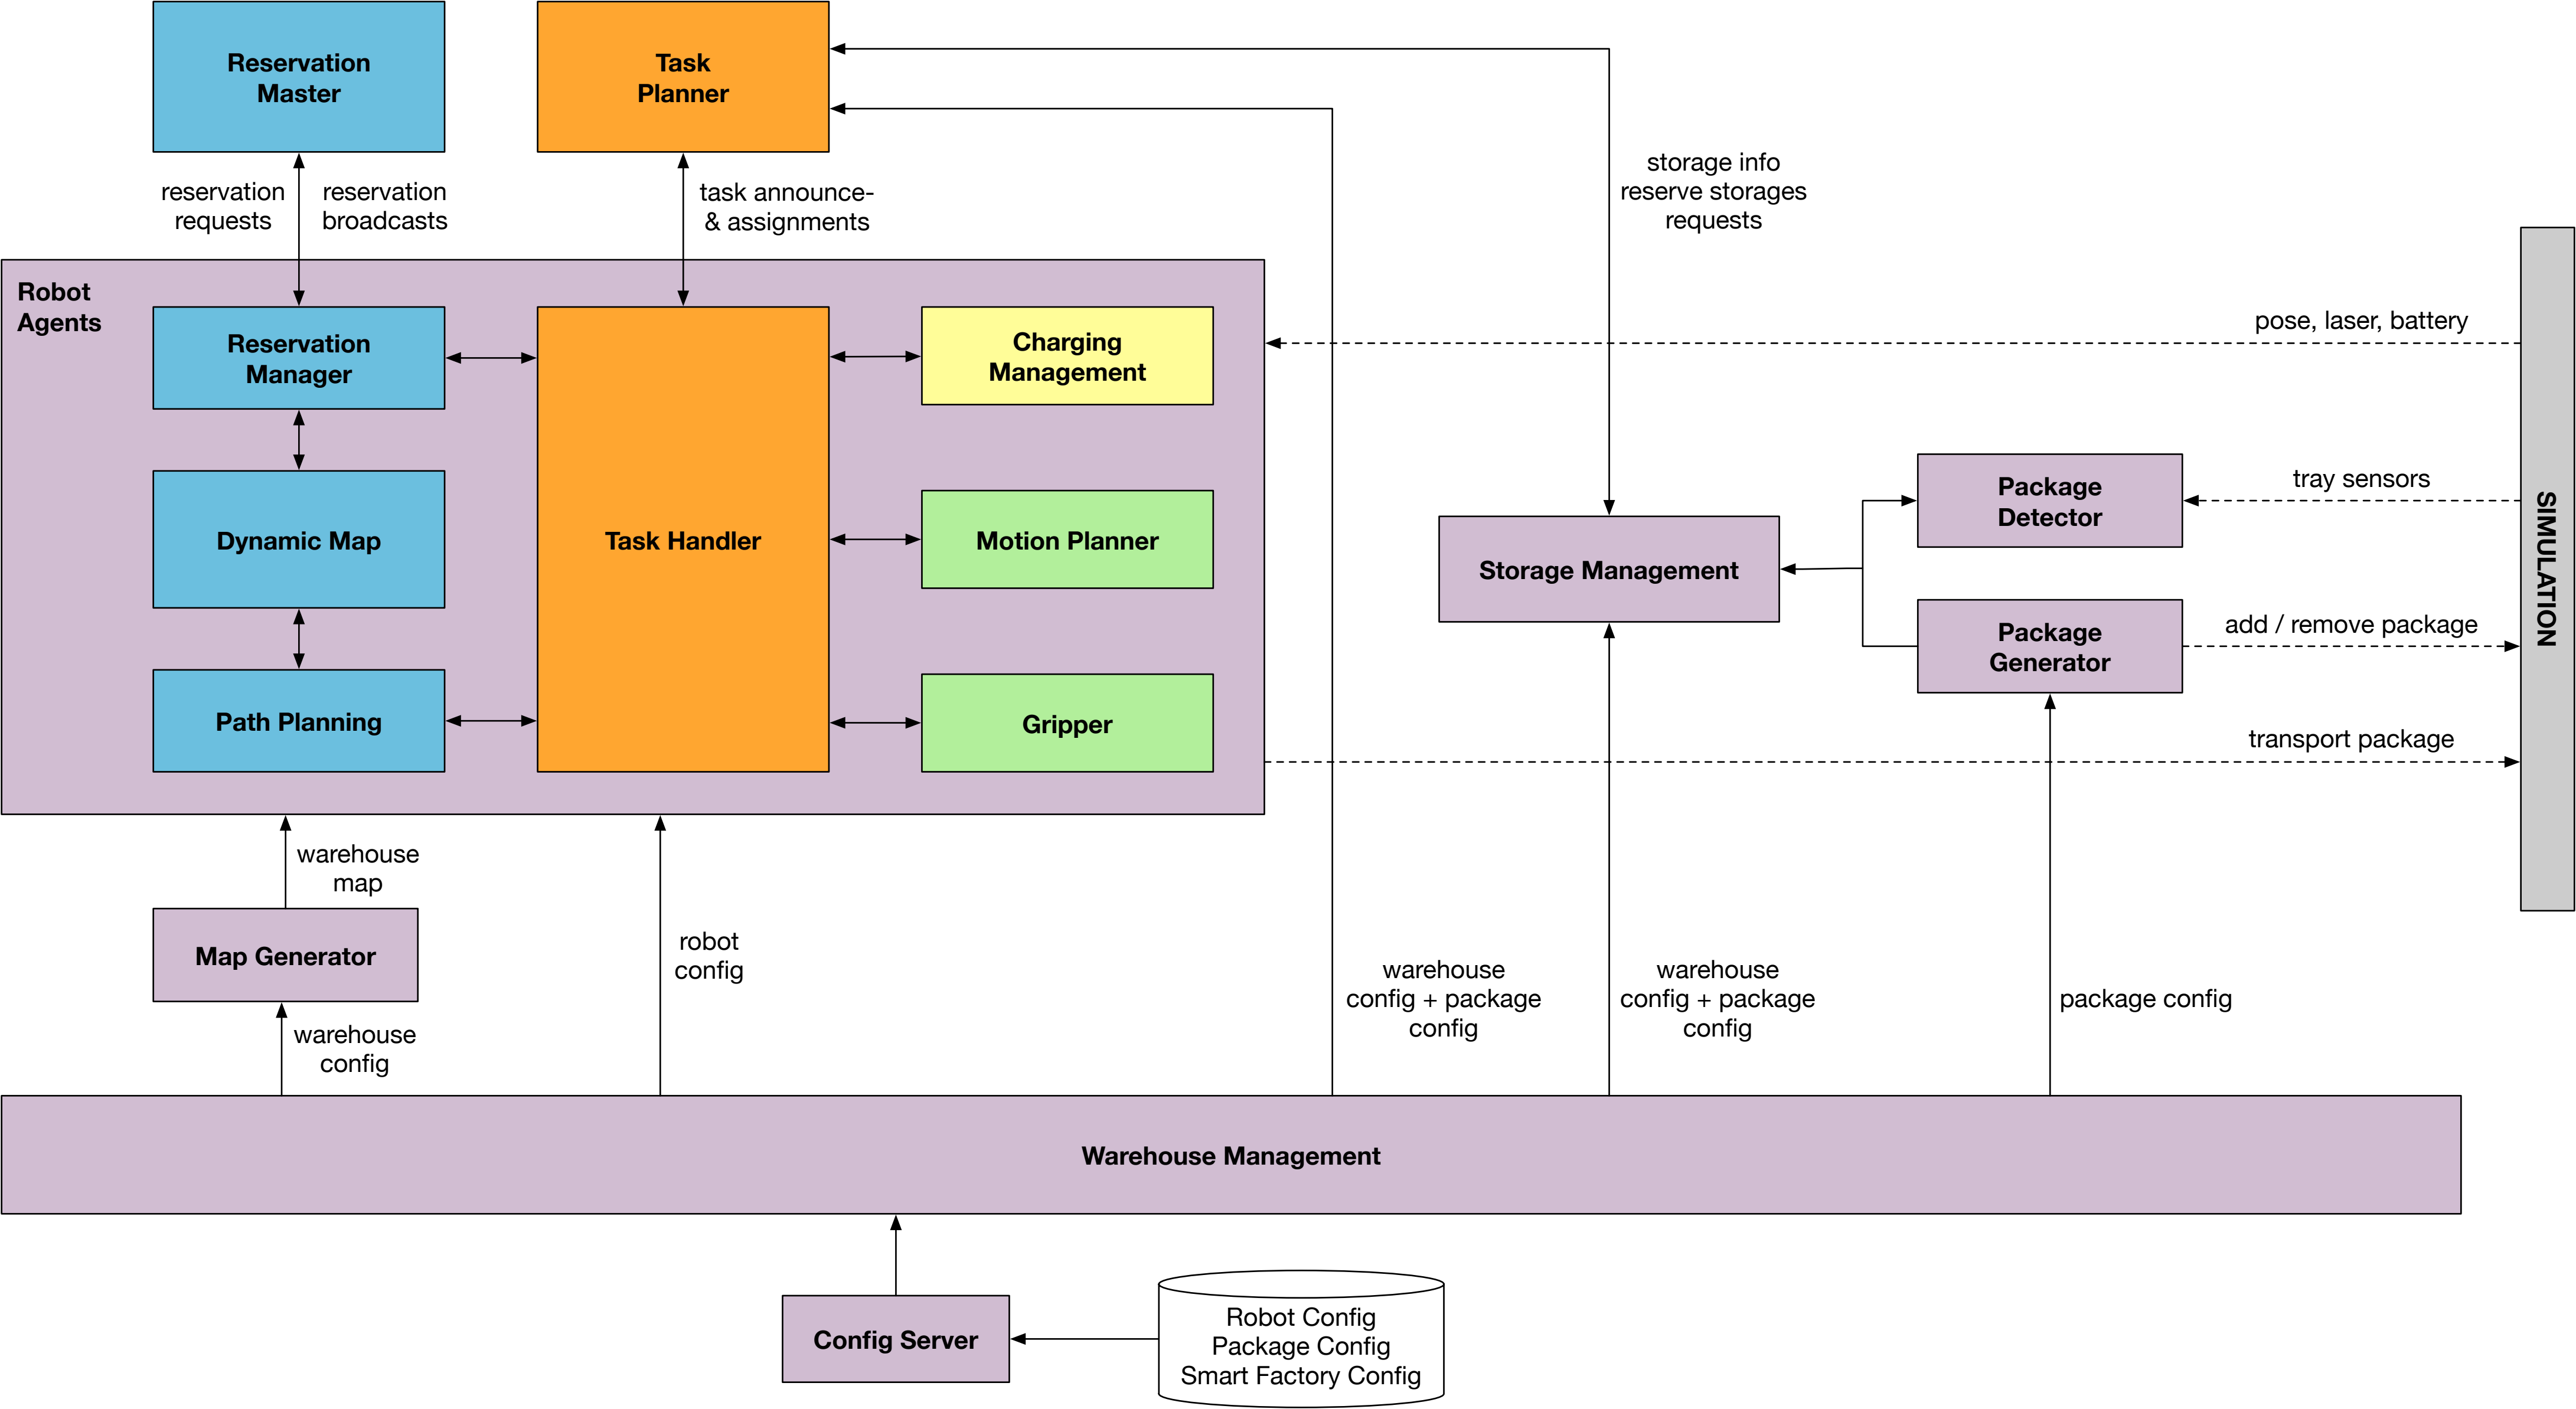 Reservation
Master
Task
Planner
reservation
requests
reservation
broadcasts
task announce-
& assignments
storage info
reserve storages
requests
Robot
Agents
Reservation
Manager
Charging
Management
Dynamic Map
Task Handler
Motion Planner
Path Planning
Gripper
pose, laser, battery
Package
Detector
tray sensors
Storage Management
Package
Generator
add / remove package
transport package
SIMULATION
warehouse
map
Map Generator
robot
config
warehouse
config
warehouse
config + package
config
warehouse
config + package
config
package config
Warehouse Management
Config Server
Robot Config
Package Config
Smart Factory Config